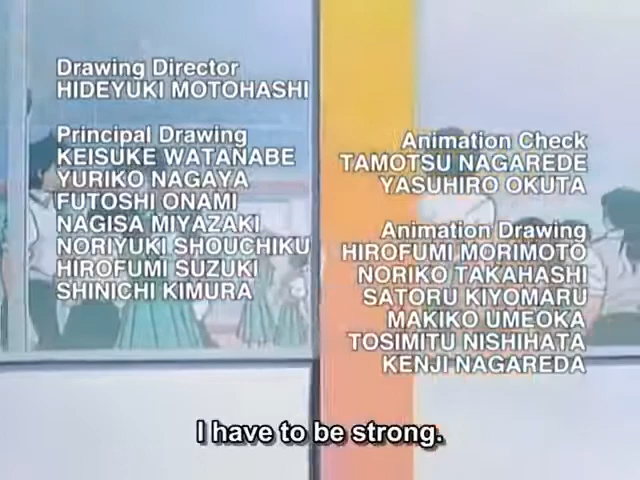 Drawing Director
HIDEYUKI MOTOHASHI
Principal Drawing
KEISUKE WATANABE
YURIKO NAGAYA
FUTOSHI ONAMI
NAGISA MIYAZAKI
NORIYUKI SHOUCHIKU
HIROFUMI SUZUKI
SHINICHI KIMURA
Animation Check
TAMOTSU NAGAREDE
YASUHIRO OKUTA
Animation Drawing
HIROFUMI MORIMOTO
NORIKO TAKAHASHI
SATORU KIYOMARU
MAKIKO UMEOKA
TOSIMITU NISHIHATA
KENJI NAGAREDA
I have to be strong.